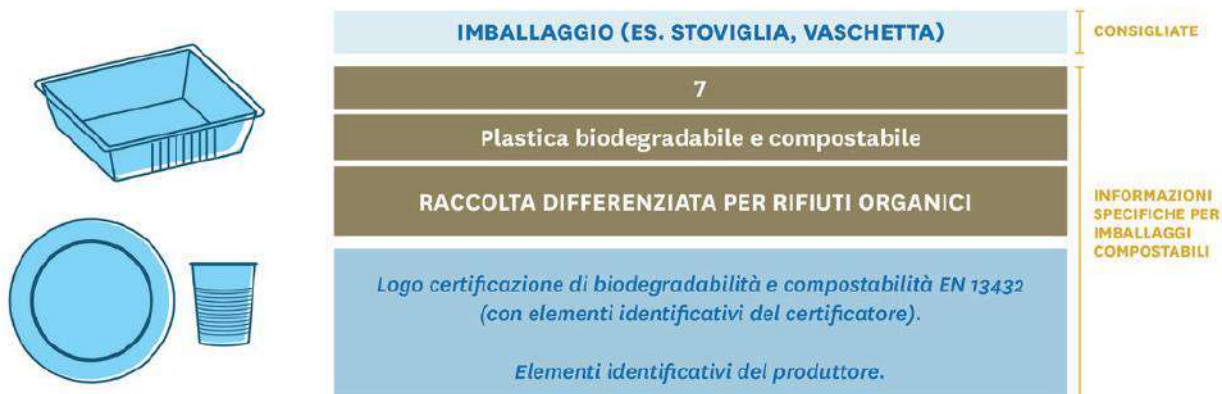 IMBALLAGGIO (ES. STOVIGLIA, VASCHETTA)
CONSIGLIATE
7
Plastica biodegradabile e compostabile
RACCOLTA DIFFERENZIATA PER RIFIUTI ORGANICI
INFORMAZIONI
SPECIFICHE PER
IMBALLAGGI
COMPOSTABILI
Logo certificazione di biodegradabilità e compostabilità EN 13432
(con elementi identificativi del certificatore).
Elementi identificativi del produttore.